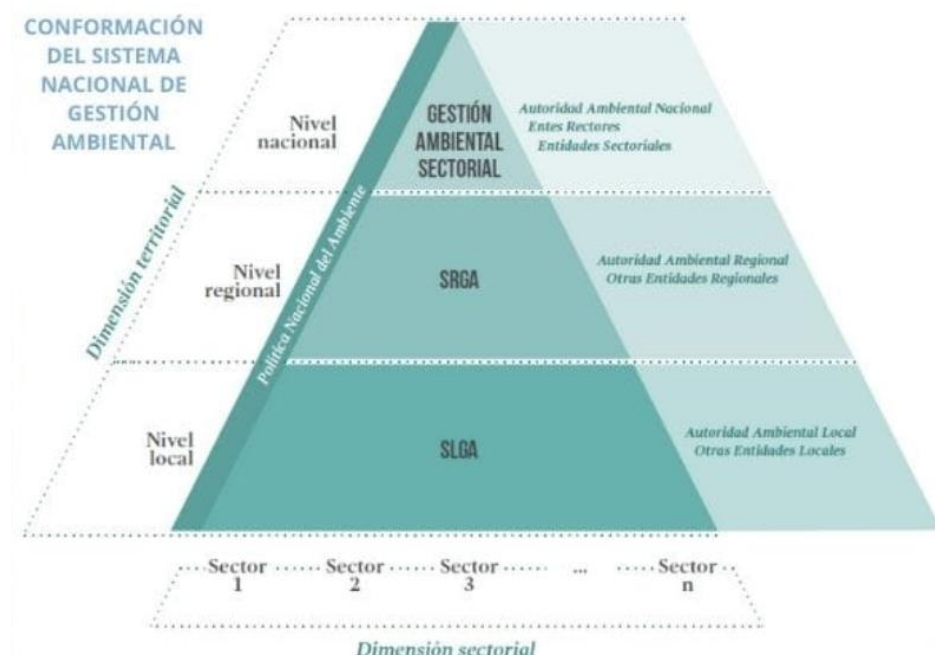 CONFORMACIÓN
DEL SISTEMA
NACIONAL DE
GESTIÓN
AMBIENTAL
Nivel
nacional
GESTIÓN
AMBIENTAL
SECTORIAL
Autoridad Ambiental Nacional
Entes Rectores
Entidades Sectoriales
Dimensión territorial
Política Nacional del Ambiente
Nivel
regional
SRGA
Autoridad Ambiental Regional
Otras Entidades Regionales
Nivel
local
SLGA
Autoridad Ambiental Local
Otras Entidades Locales
Sector
1
Sector
2
Sector
3
...
Sector
n
Dimensión sectorial